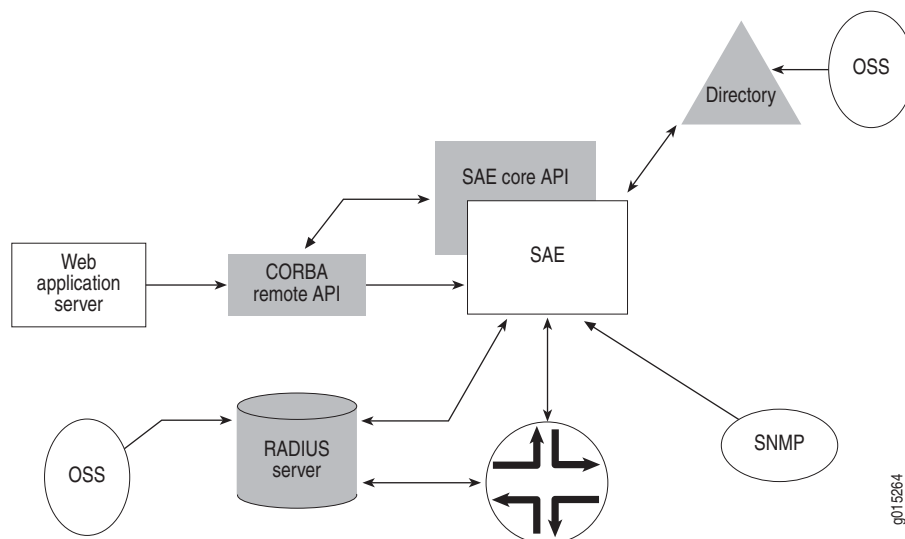 OSS
Directory
SAE core API
SAE
Web
application
server
CORBA
remote API
RADIUS
server
OSS
SNMP
g015264